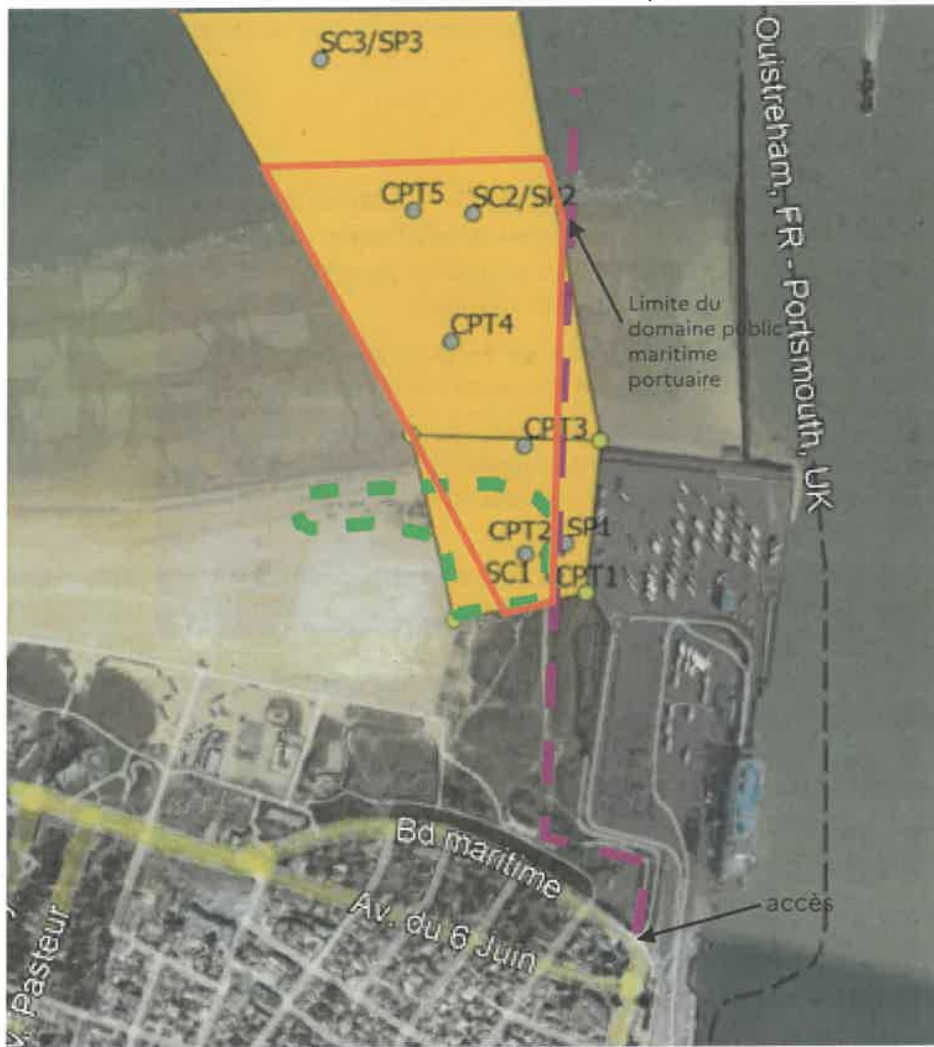 SC3/SP3
Ouistreham, FR - Portsmouth, UK
CPT5
SC2/SP2
Limite du
domaine public
maritime
portuaire
CPT4
CPT3
CPT2
SP1
SC1
CPT1
Bd maritime
Av. du 6 Juin
accès
Pasteur